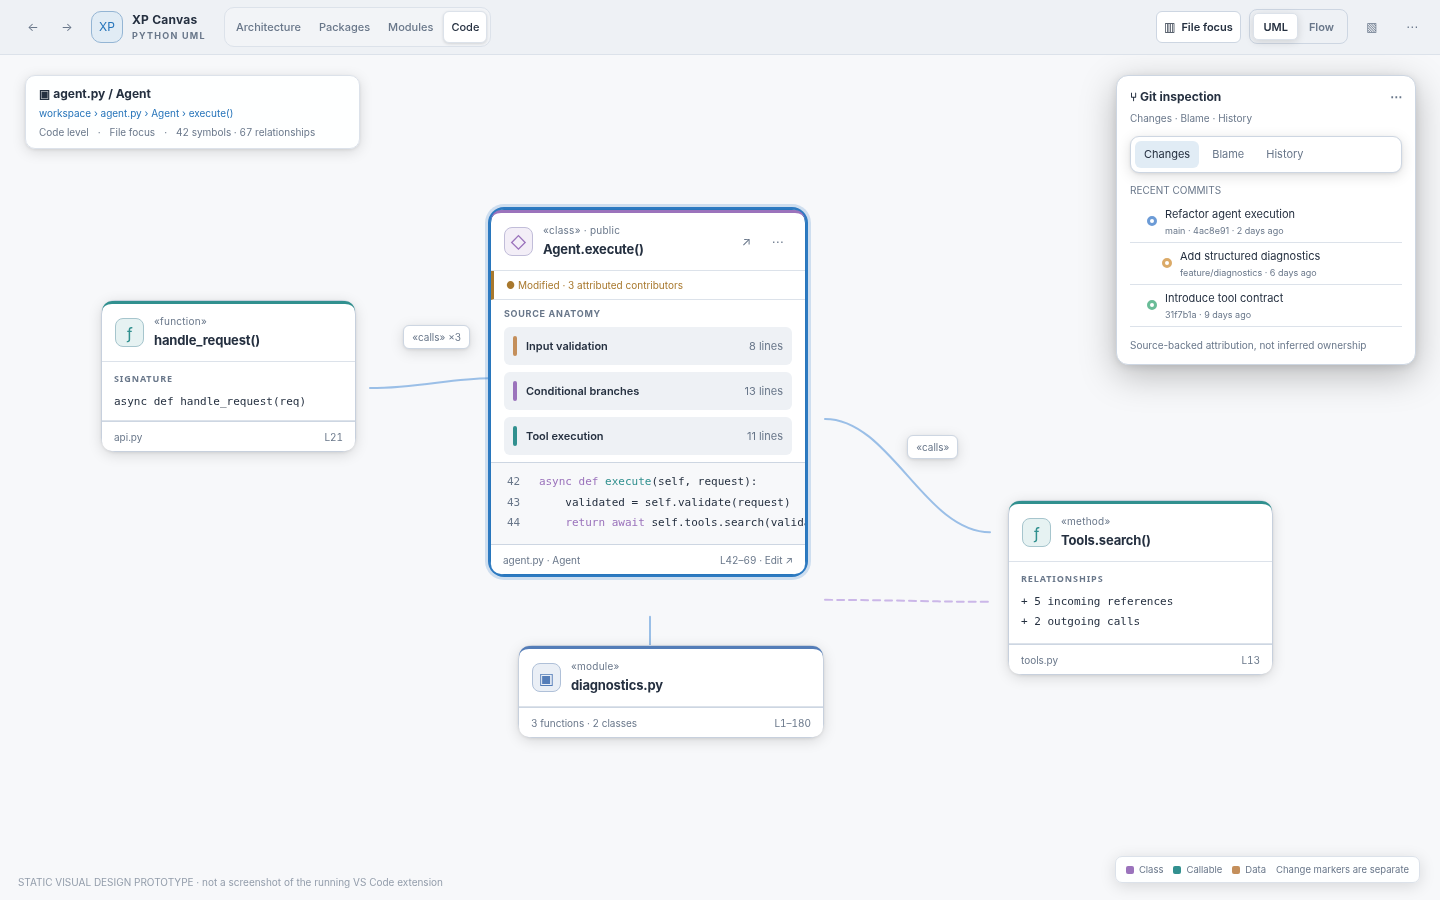 ← → XP XP Canvas
PYTHON UML
Architecture Packages Modules Code
File focus UML Flow ···
agent.py / Agent
workspace › agent.py › Agent › execute()
Code level · File focus · 42 symbols · 67 relationships
Git inspection ···
Changes · Blame · History
Changes Blame History
RECENT COMMITS
Refactor agent execution
main · 4ac8e91 · 2 days ago
Add structured diagnostics
feature/diagnostics · 6 days ago
Introduce tool contract
31f7b1a · 9 days ago
Source-backed attribution, not inferred ownership
«function»
ƒ handle_request()
SIGNATURE
async def handle_request(req)
api.py L21
«calls» ×3
«class» · public
Agent.execute() ↗ ···
Modified · 3 attributed contributors
SOURCE ANATOMY
Input validation 8 lines
Conditional branches 13 lines
Tool execution 11 lines
42 async def execute(self, request):
43 validated = self.validate(request)
44 return await self.tools.search(valida
agent.py · Agent L42–69 · Edit ↗
«calls»
«method»
ƒ Tools.search()
RELATIONSHIPS
+ 5 incoming references
+ 2 outgoing calls
tools.py L13
«module»
diagnostics.py
3 functions · 2 classes L1–180
Class Callable Data Change markers are separate
STATIC VISUAL DESIGN PROTOTYPE · not a screenshot of the running VS Code extension